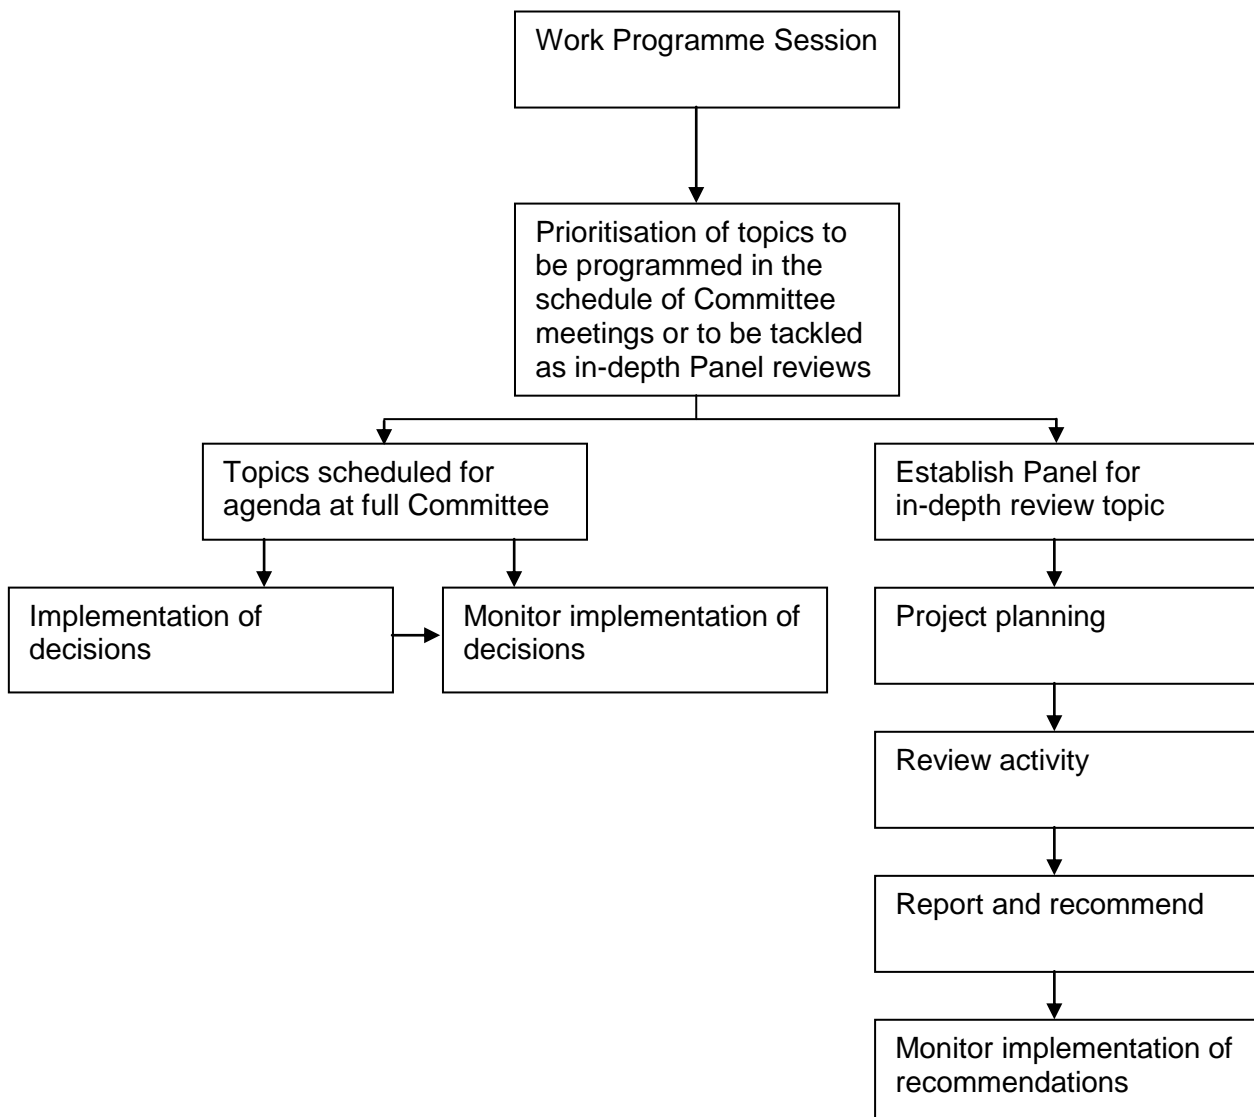 Work Programme Session
Prioritisation of topics to
be programmed in the
schedule of Committee
meetings or to be tackled
as in-depth Panel reviews
Topics scheduled for
agenda at full Committee
Establish Panel for
in-depth review topic
Implementation of
decisions
Monitor implementation of
decisions
Project planning
Review activity
Report and recommend
Monitor implementation of
recommendations